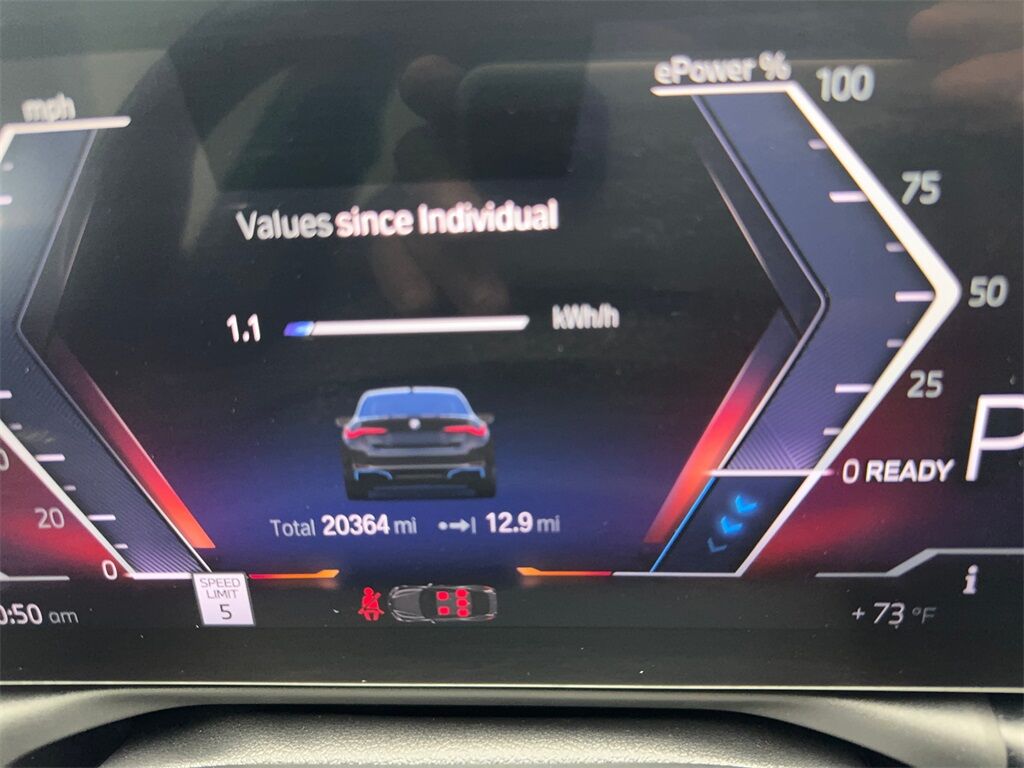 mph
ePower %
100
75
50
25
0 READY
P
Values since Individual
1.1 kWh/h
Total 20364 mi 12.9 mi
20
0
SPEED
LIMIT
5
:50 am
+73 °F
i